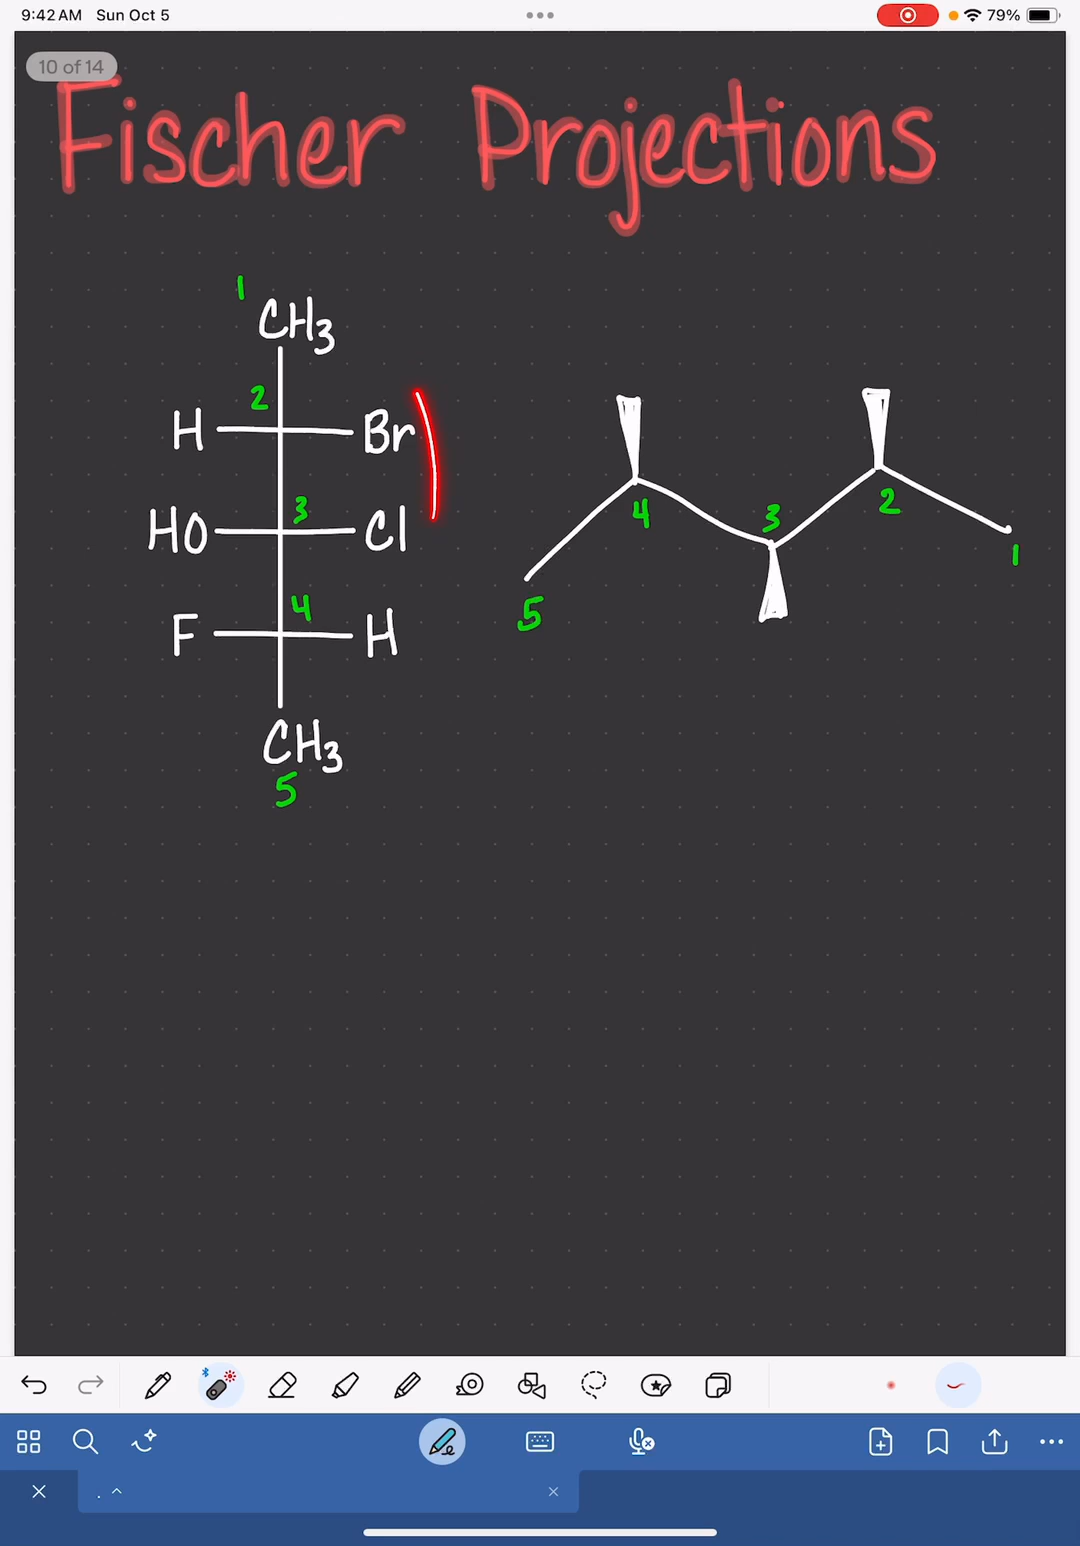 9:42 AM Sun Oct 5
79%
10 of 14
Fischer Projections
1
CH3
2
H Br
3
HO Cl
4
F H
CH3
5
4 3 2
5 1
. ^